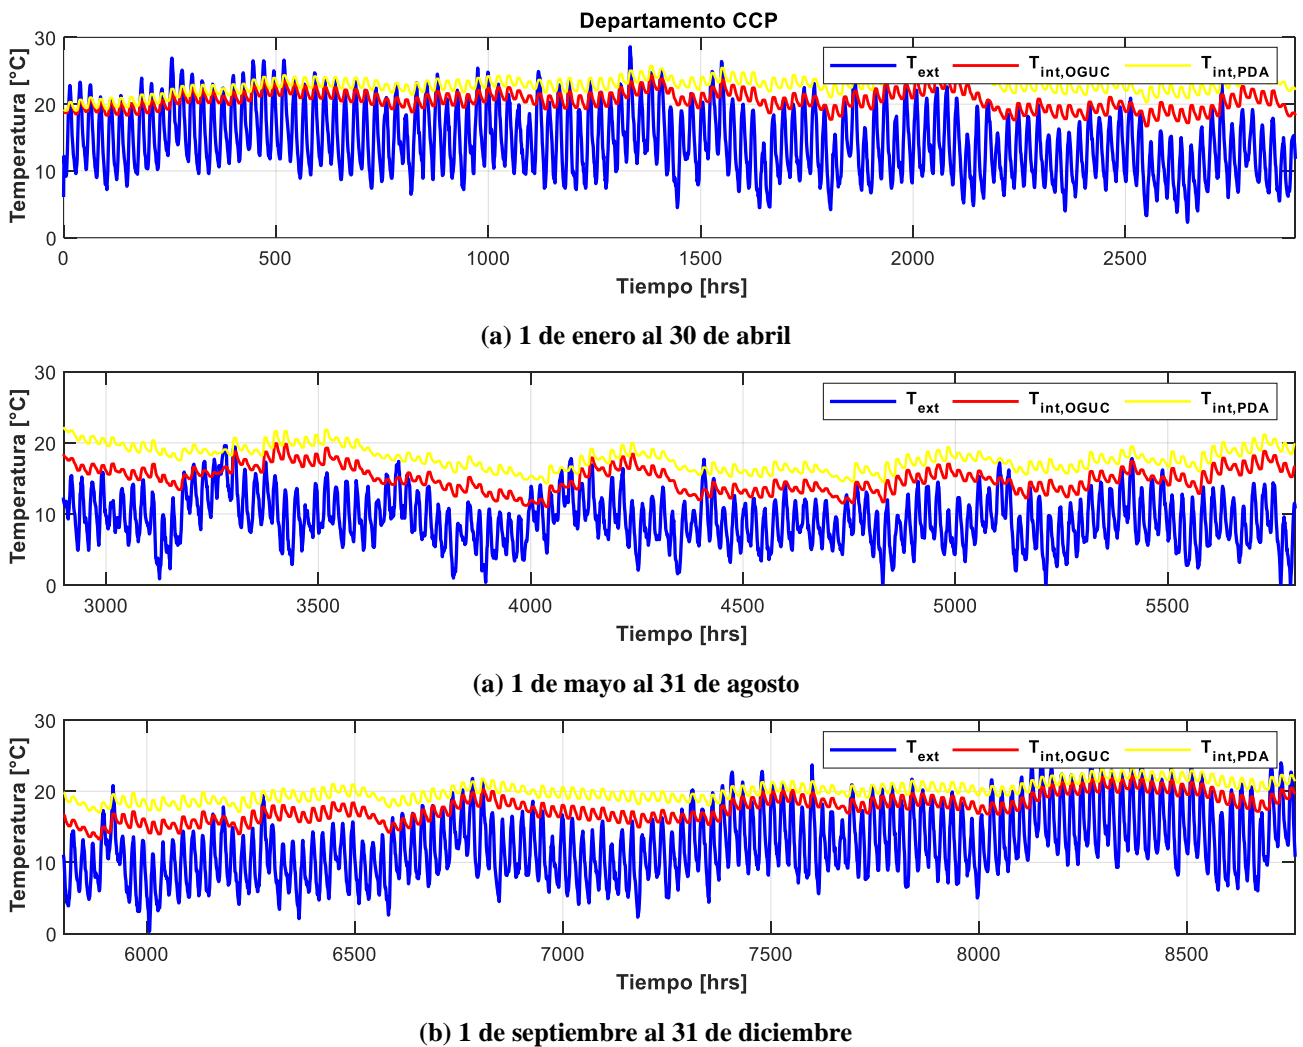 Departamento CCP
30
20
10
0
Temperatura [°C]
T_ext T_int,OGUC T_int,PDA
0 500 1000 1500 2000 2500
Tiempo [hrs]
(a) 1 de enero al 30 de abril
30
20
10
0
Temperatura [°C]
T_ext T_int,OGUC T_int,PDA
3000 3500 4000 4500 5000 5500
Tiempo [hrs]
(a) 1 de mayo al 31 de agosto
30
20
10
0
Temperatura [°C]
T_ext T_int,OGUC T_int,PDA
6000 6500 7000 7500 8000 8500
Tiempo [hrs]
(b) 1 de septiembre al 31 de diciembre